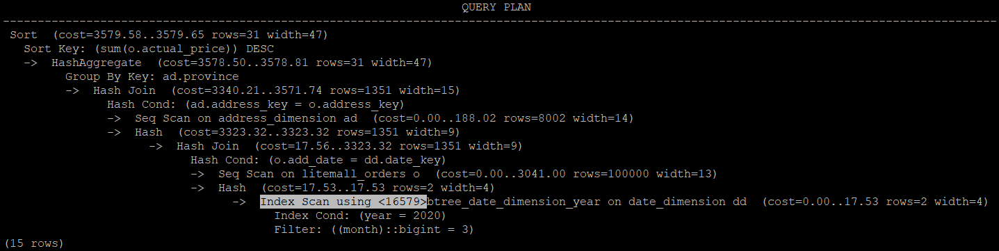 QUERY PLAN
--------------------------------------------------------------------------------------------------------------------------------------------
Sort  (cost=3579.58..3579.65 rows=31 width=47)
  Sort Key: (sum(o.actual_price)) DESC
  ->  HashAggregate  (cost=3578.50..3578.81 rows=31 width=47)
        Group By Key: ad.province
        ->  Hash Join  (cost=3340.21..3571.74 rows=1351 width=15)
              Hash Cond: (ad.address_key = o.address_key)
              ->  Seq Scan on address_dimension ad  (cost=0.00..188.02 rows=8002 width=14)
              ->  Hash  (cost=3323.32..3323.32 rows=1351 width=9)
                    ->  Hash Join  (cost=17.56..3323.32 rows=1351 width=9)
                          Hash Cond: (o.add_date = dd.date_key)
                          ->  Seq Scan on litemall_orders o  (cost=0.00..3041.00 rows=100000 width=13)
                          ->  Hash  (cost=17.53..17.53 rows=2 width=4)
                                ->  Index Scan using <16579>btree_date_dimension_year on date_dimension dd  (cost=0.00..17.53 rows=2 width=4)
                                      Index Cond: (year = 2020)
                                      Filter: ((month)::bigint = 3)
(15 rows)